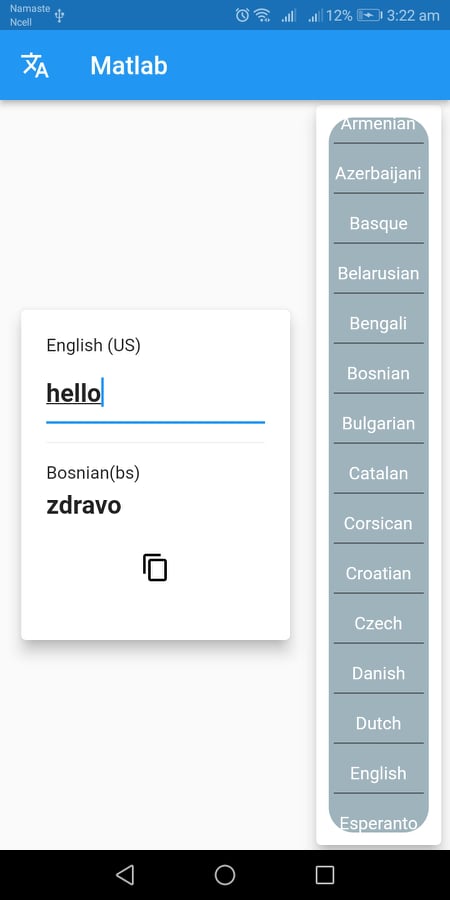 Namaste
Ncell
12%
3:22 am
Matlab
English (US)
hello
Bosnian(bs)
zdravo
Armenian
Azerbaijani
Basque
Belarusian
Bengali
Bosnian
Bulgarian
Catalan
Corsican
Croatian
Czech
Danish
Dutch
English
Esperanto